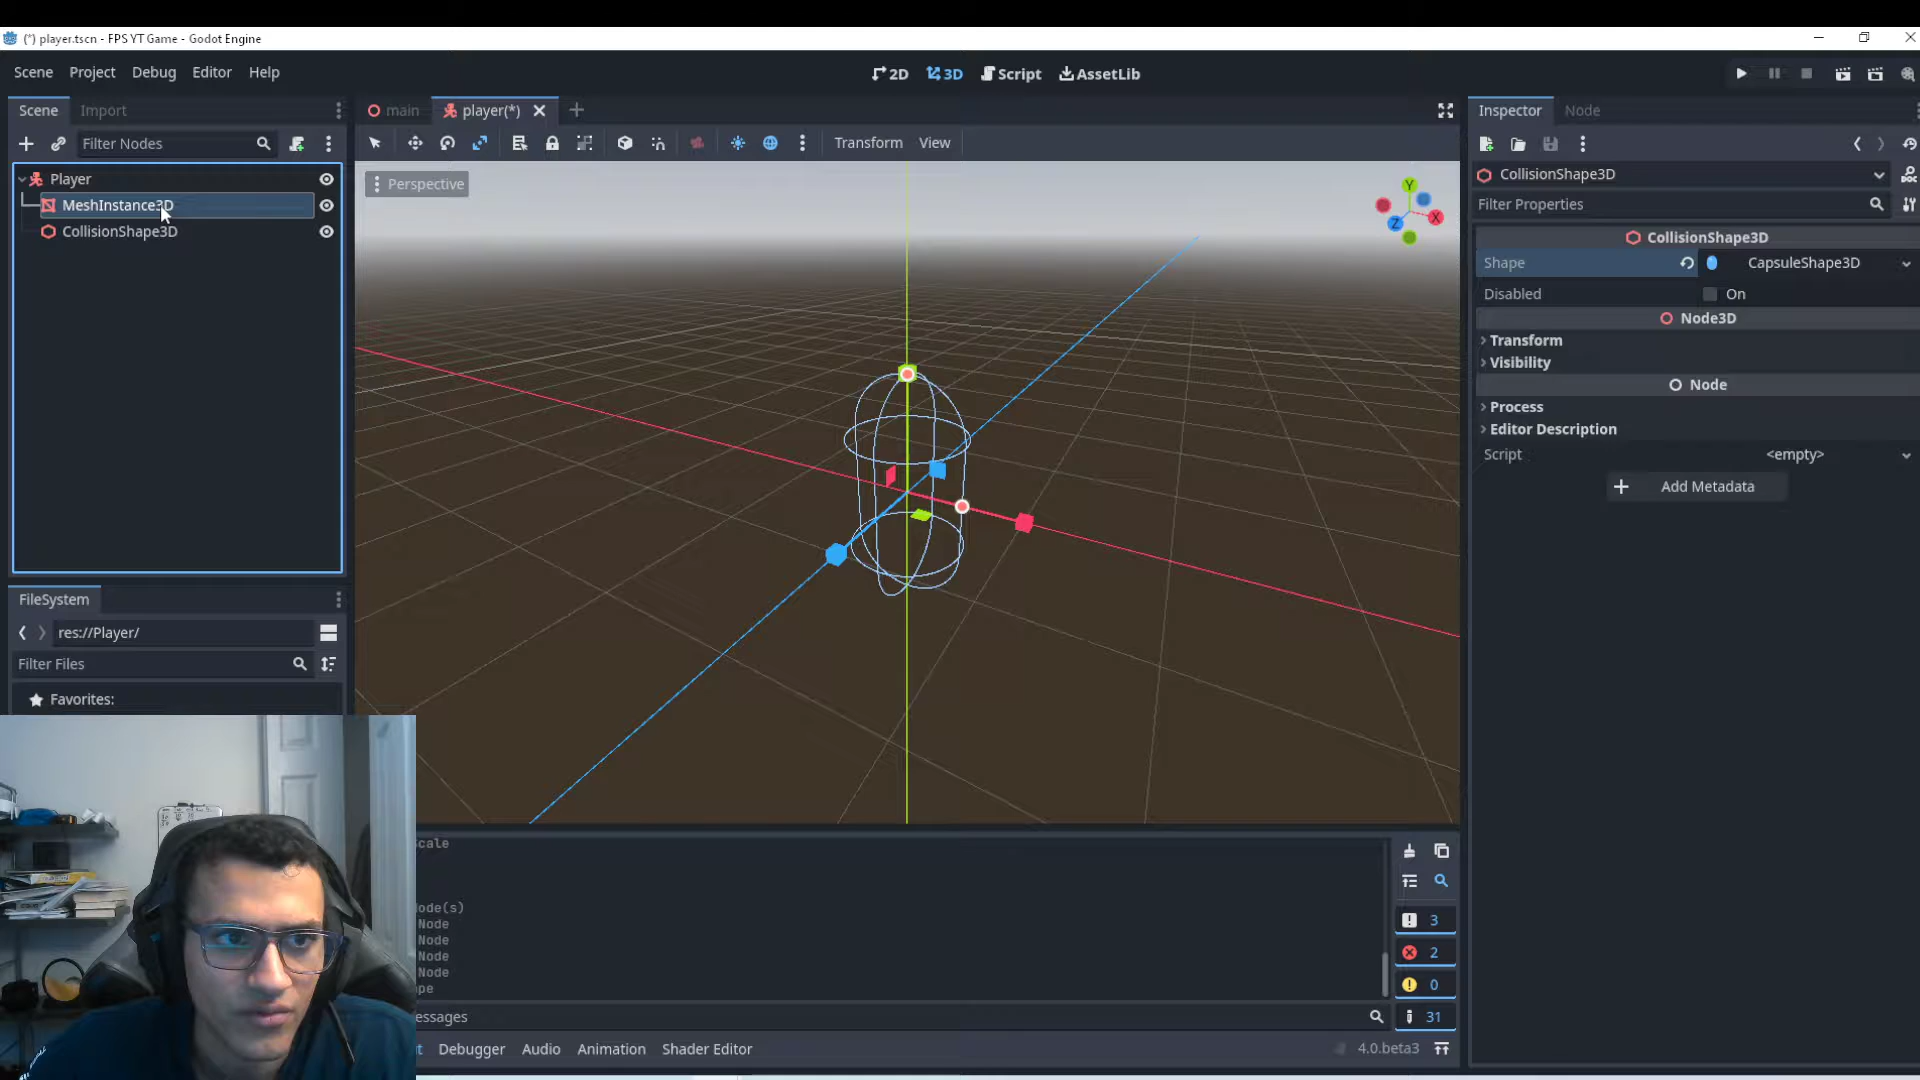 (*) player.tscn - FPS YT Game - Godot Engine
Scene Project Debug Editor Help
2D 3D Script AssetLib
Scene Import
main player(*)
Inspector Node
Filter Nodes
Transform View
CollisionShape3D
Filter Properties
Player
MeshInstance3D
CollisionShape3D
Perspective
Y
X
Z
CollisionShape3D
Shape CapsuleShape3D
Disabled On
Node3D
Transform
Visibility
Node
Process
Editor Description
Script <empty>
Add Metadata
FileSystem
res://Player/
Filter Files
Favorites:
Scale
Node(s)
Node
Node
Node
Node
ape
essages
3
2
0
31
t Debugger Audio Animation Shader Editor
4.0.beta3